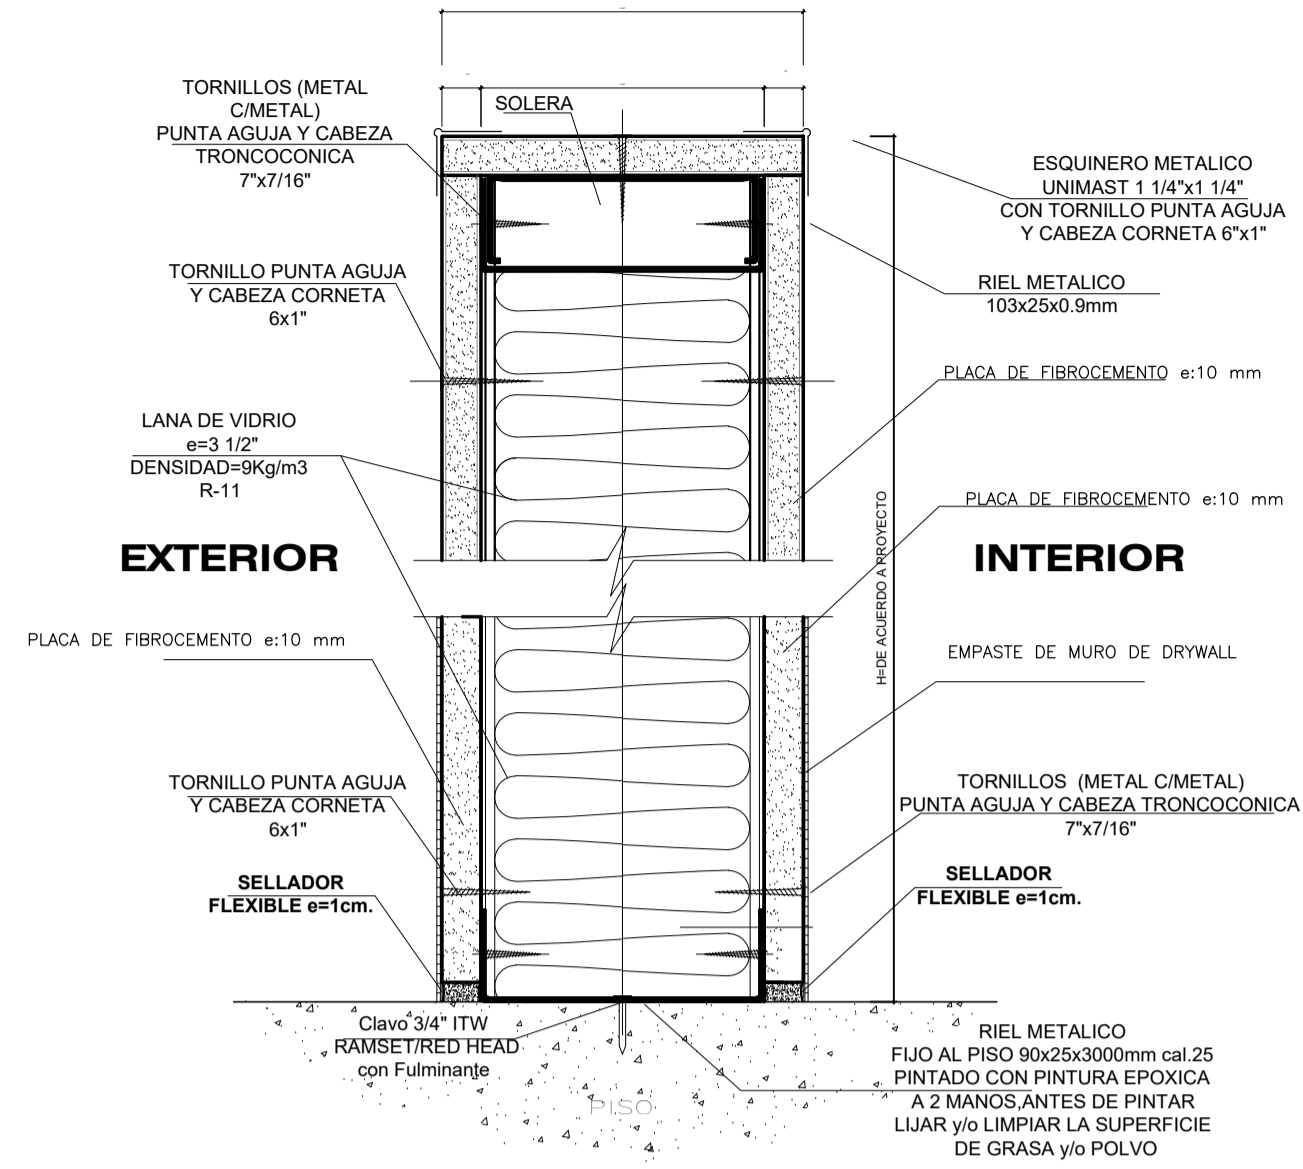 TORNILLOS (METAL
C/METAL)
PUNTA AGUJA Y CABEZA
TRONCOCONICA
7"x7/16"
SOLERA
ESQUINERO METALICO
UNIMAST 1 1/4"x1 1/4"
CON TORNILLO PUNTA AGUJA
Y CABEZA CORNETA 6"x1"
TORNILLO PUNTA AGUJA
Y CABEZA CORNETA
6x1"
RIEL METALICO
103x25x0.9mm
PLACA DE FIBROCEMENTO e:10 mm
LANA DE VIDRIO
e=3 1/2"
DENSIDAD=9Kg/m3
R-11
PLACA DE FIBROCEMENTO e:10 mm
EXTERIOR
INTERIOR
H=DE ACUERDO A PROYECTO
PLACA DE FIBROCEMENTO e:10 mm
EMPASTE DE MURO DE DRYWALL
TORNILLO PUNTA AGUJA
Y CABEZA CORNETA
6x1"
TORNILLOS (METAL C/METAL)
PUNTA AGUJA Y CABEZA TRONCOCONICA
7"x7/16"
SELLADOR
FLEXIBLE e=1cm.
SELLADOR
FLEXIBLE e=1cm.
Clavo 3/4" ITW
RAMSET/RED HEAD
con Fulminante
PISO
RIEL METALICO
FIJO AL PISO 90x25x3000mm cal.25
PINTADO CON PINTURA EPOXICA
A 2 MANOS,ANTES DE PINTAR
LIJAR y/o LIMPIAR LA SUPERFICIE
DE GRASA y/o POLVO